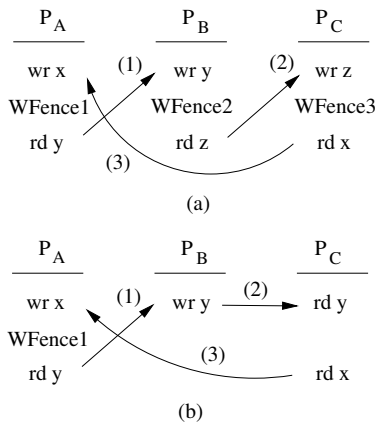 P_A P_B P_C
wr x (1) wr y (2) wr z
WFence1 WFence2 WFence3
rd y rd z rd x
(3)
(a)
P_A P_B P_C
wr x (1) wr y (2) rd y
WFence1
(3)
rd y rd x
(b)